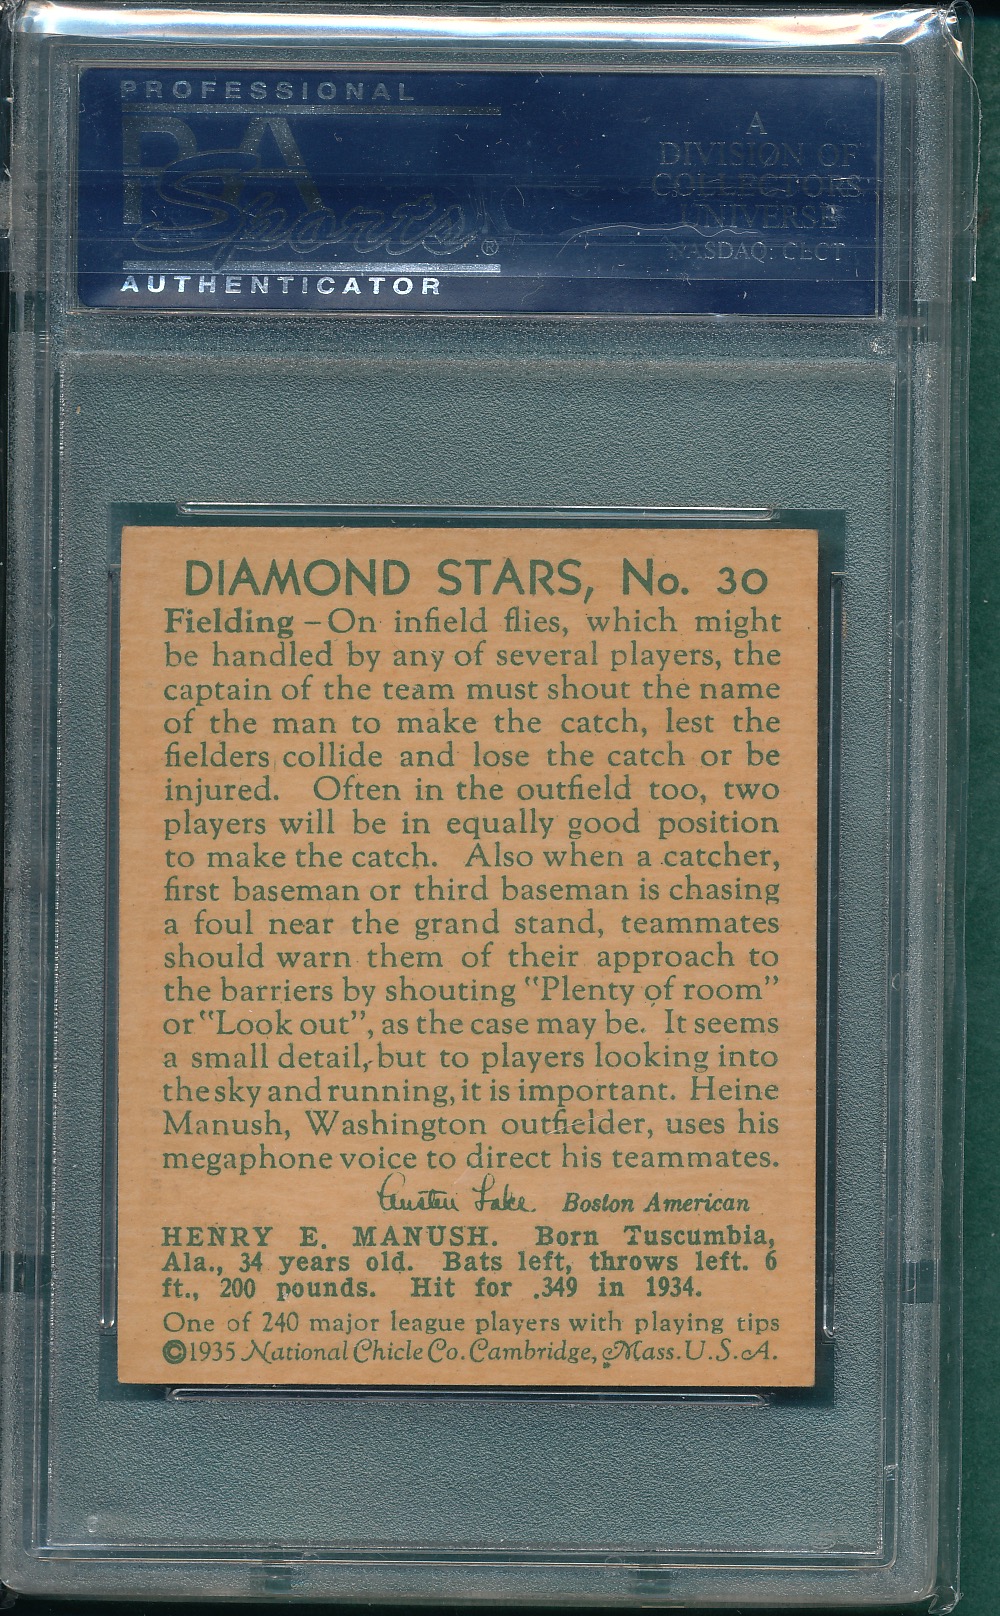 PROFESSIONAL
PSA
Sports®
AUTHENTICATOR
A
DIVISION OF
COLLECTORS
UNIVERSE
NASDAQ: CLCT
DIAMOND STARS, No. 30
Fielding – On infield flies, which might
be handled by any of several players, the
captain of the team must shout the name
of the man to make the catch, lest the
fielders collide and lose the catch or be
injured. Often in the outfield too, two
players will be in equally good position
to make the catch. Also when a catcher,
first baseman or third baseman is chasing
a foul near the grand stand, teammates
should warn them of their approach to
the barriers by shouting "Plenty of room"
or "Look out", as the case may be. It seems
a small detail, but to players looking into
the sky and running, it is important. Heine
Manush, Washington outfielder, uses his
megaphone voice to direct his teammates.
Austen Lake Boston American
HENRY E. MANUSH. Born Tuscumbia,
Ala., 34 years old. Bats left, throws left. 6
ft., 200 pounds. Hit for .349 in 1934.
One of 240 major league players with playing tips
©1935 National Chicle Co. Cambridge, Mass. U.S.A.